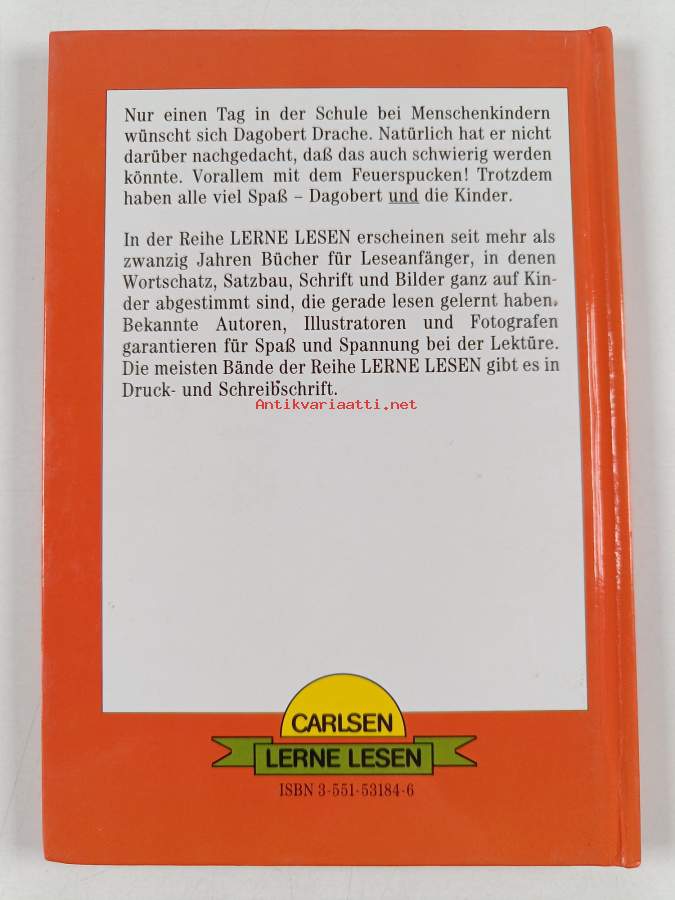 Nur einen Tag in der Schule bei Menschenkindern
wünscht sich Dagobert Drache. Natürlich hat er nicht
darüber nachgedacht, daß das auch schwierig werden
könnte. Vorallem mit dem Feuerspucken! Trotzdem
haben alle viel Spaß – Dagobert und die Kinder.
In der Reihe LERNE LESEN erscheinen seit mehr als
zwanzig Jahren Bücher für Leseanfänger, in denen
Wortschatz, Satzbau, Schrift und Bilder ganz auf Kin-
der abgestimmt sind, die gerade lesen gelernt haben.
Bekannte Autoren, Illustratoren und Fotografen
garantieren für Spaß und Spannung bei der Lektüre.
Die meisten Bände der Reihe LERNE LESEN gibt es in
Druck- und Schreibschrift.
Antikvariaatti.net
CARLSEN
LERNE LESEN
ISBN 3-551-53184-6